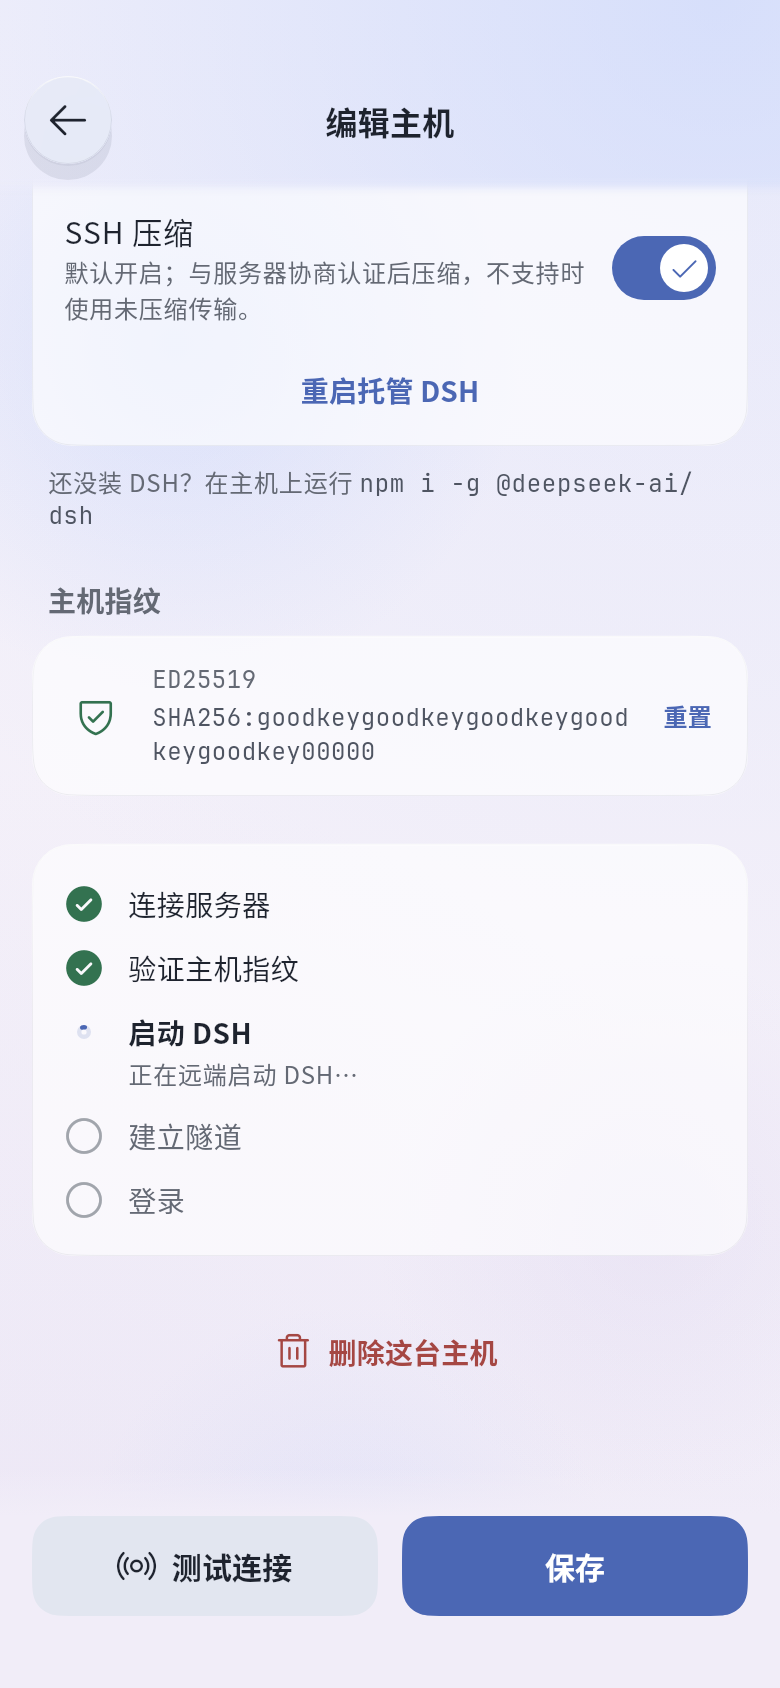 编辑主机
SSH 压缩
默认开启；与服务器协商认证后压缩，不支持时
使用未压缩传输。
重启托管 DSH
还没装 DSH？在主机上运行 npm i -g @deepseek-ai/
dsh
主机指纹
ED25519
SHA256:goodkeygoodkeygoodkeygood
keygoodkey00000
重置
连接服务器
验证主机指纹
启动 DSH
正在远端启动 DSH…
建立隧道
登录
删除这台主机
测试连接
保存